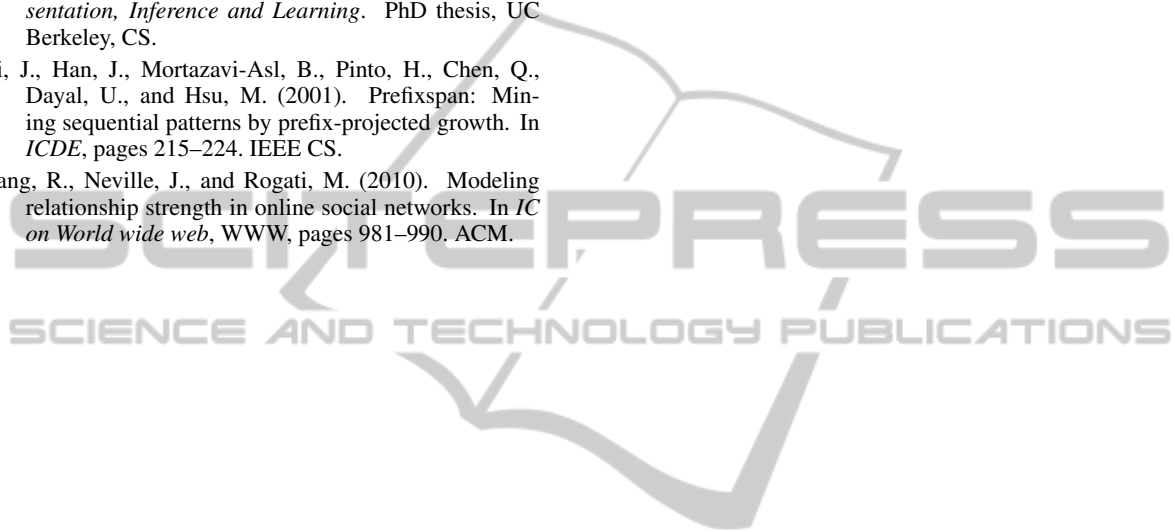 sentation, Inference and Learning. PhD thesis, UC
Berkeley, CS.
i, J., Han, J., Mortazavi-Asl, B., Pinto, H., Chen, Q.,
Dayal, U., and Hsu, M. (2001). Prefixspan: Min-
ing sequential patterns by prefix-projected growth. In
ICDE, pages 215–224. IEEE CS.
ang, R., Neville, J., and Rogati, M. (2010). Modeling
relationship strength in online social networks. In IC
on World wide web, WWW, pages 981–990. ACM.
SCITEPRESS
SCIENCE AND TECHNOLOGY PUBLICATIONS